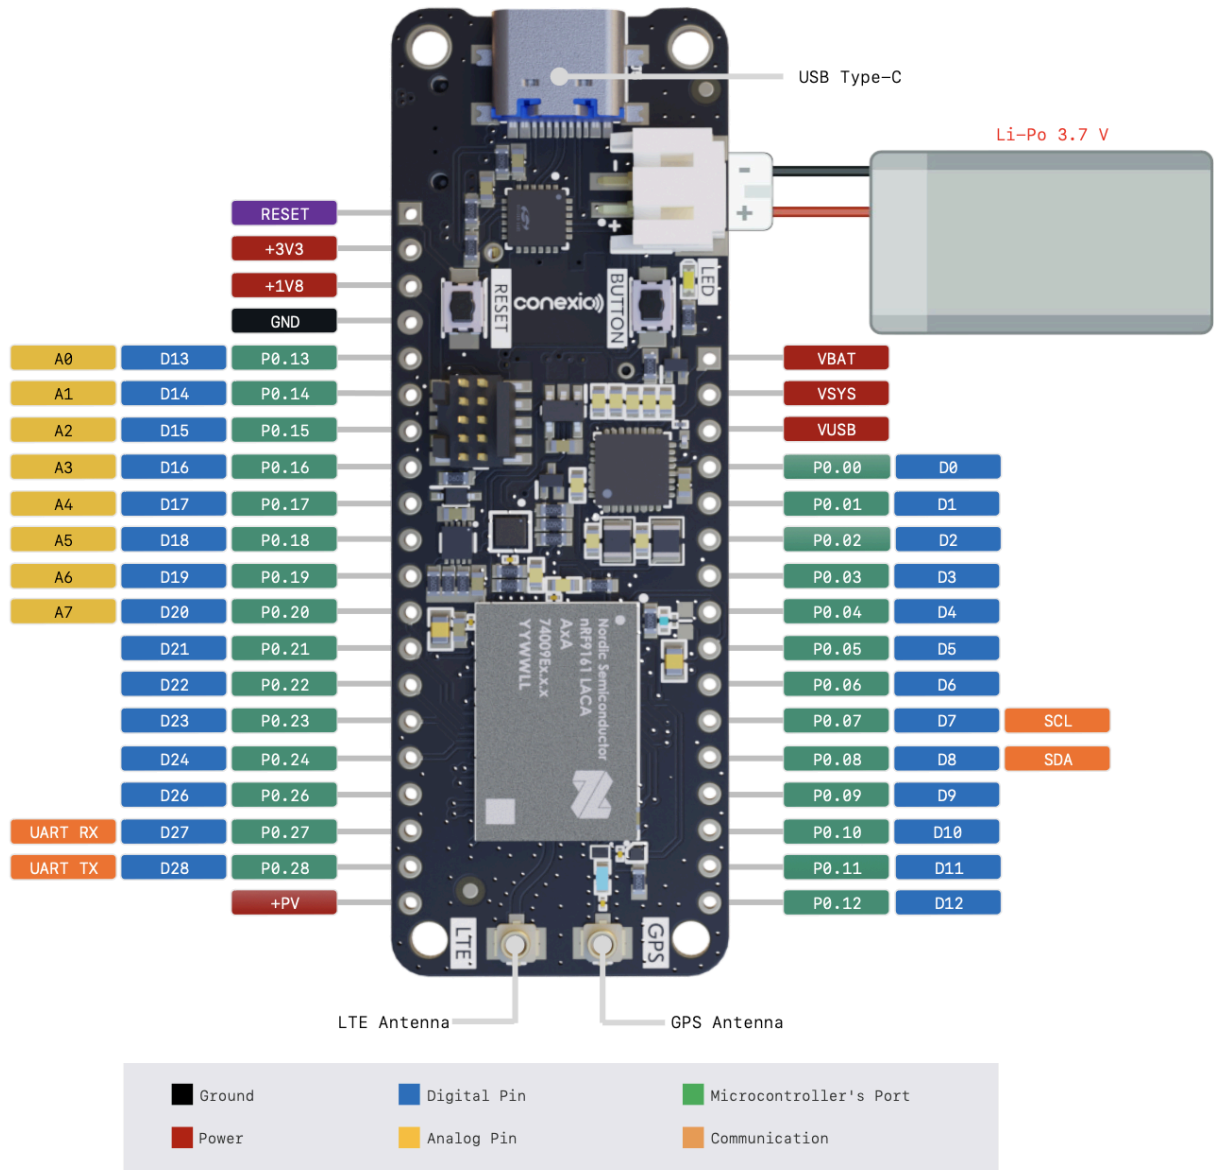 USB Type-C
Li-Po 3.7 V
-
+
-
+
RESET
+3V3
+1V8
GND
RESET
conexio
BUTTON
LED
A0 D13 P0.13
VBAT
A1 D14 P0.14
VSYS
A2 D15 P0.15
VUSB
A3 D16 P0.16
P0.00 D0
A4 D17 P0.17
P0.01 D1
A5 D18 P0.18
P0.02 D2
A6 D19 P0.19
P0.03 D3
A7 D20 P0.20
P0.04 D4
D21 P0.21
P0.05 D5
D22 P0.22
P0.06 D6
D23 P0.23
P0.07 D7 SCL
D24 P0.24
P0.08 D8 SDA
D26 P0.26
P0.09 D9
UART RX D27 P0.27
P0.10 D10
UART TX D28 P0.28
P0.11 D11
+PV
P0.12 D12
Nordic Semiconductor
nRF9161 LACA
AxA
74009Ex.x.x
YYWWLL
LTE
GPS
LTE Antenna
GPS Antenna
Ground
Digital Pin
Microcontroller's Port
Power
Analog Pin
Communication